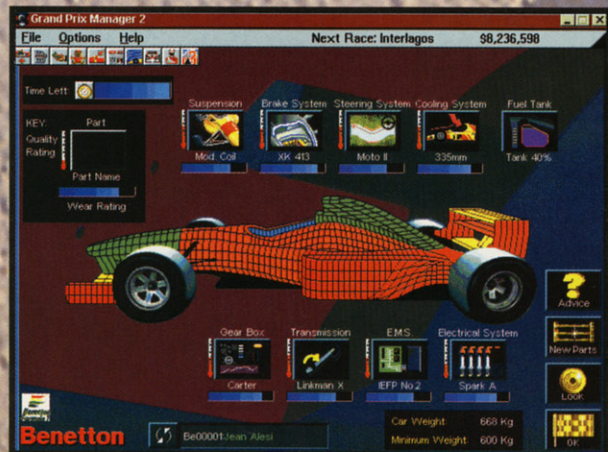 Grand Prix Manager 2
File Options Help Next Race: Interlagos $8,236,598
Time Left:
KEY: Part
Quality
Rating
Part Name
Wear Rating
Suspension Brake System Steering System Cooling System Fuel Tank
Mod. Coil XK 413 Moto II 335mm Tank 40%
Gear Box Transmission E.M.S. Electrical System
Carter Linkman X IEFP No.2 Spark A
Advice
New Parts
Look
OK
Benetton
Be00001:Jean Alesi
Car Weight: 668 Kg
Minimum Weight: 600 Kg